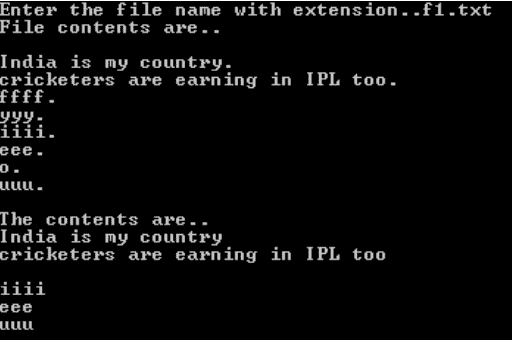 Enter the file name with extension..f1.txt
File contents are..
India is my country.
cricketers are earning in IPL too.
ffff.
yyy.
iiii.
eee.
o.
uuu.
The contents are..
India is my country
cricketers are earning in IPL too
iiii
eee
uuu